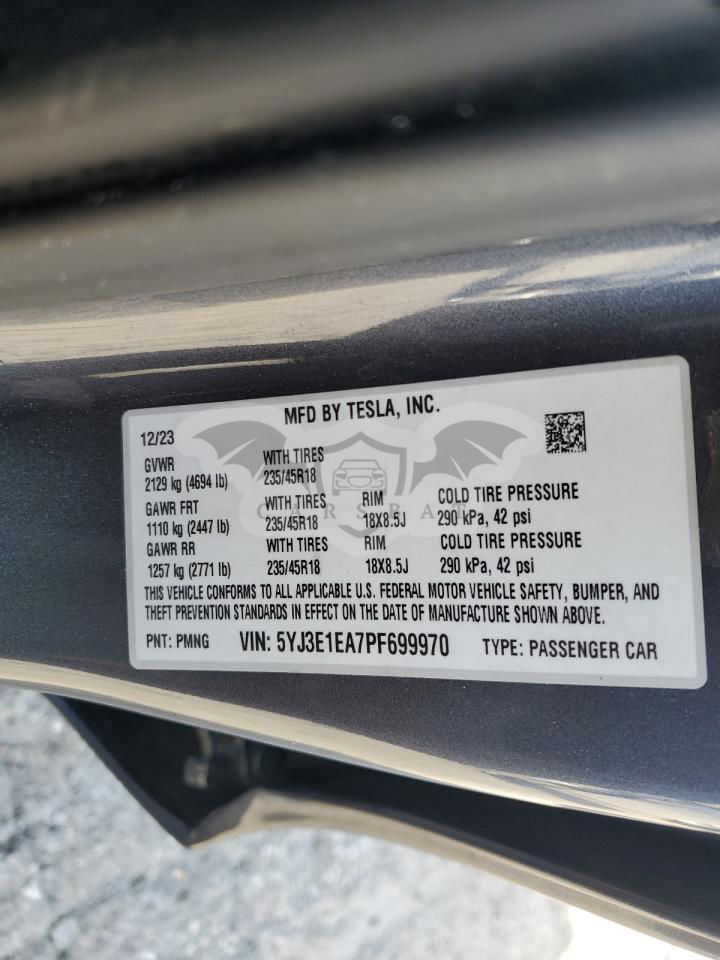 MFD BY TESLA, INC.
12/23
GVWR WITH TIRES
2129 kg (4694 lb) 235/45R18
GAWR FRT WITH TIRES RIM COLD TIRE PRESSURE
1110 kg (2447 lb) 235/45R18 18X8.5J 290 kPa, 42 psi
GAWR RR WITH TIRES RIM COLD TIRE PRESSURE
1257 kg (2771 lb) 235/45R18 18X8.5J 290 kPa, 42 psi
THIS VEHICLE CONFORMS TO ALL APPLICABLE U.S. FEDERAL MOTOR VEHICLE SAFETY, BUMPER, AND
THEFT PREVENTION STANDARDS IN EFFECT ON THE DATE OF MANUFACTURE SHOWN ABOVE.
PNT: PMNG VIN: 5YJ3E1EA7PF699970 TYPE: PASSENGER CAR
CARSBAT